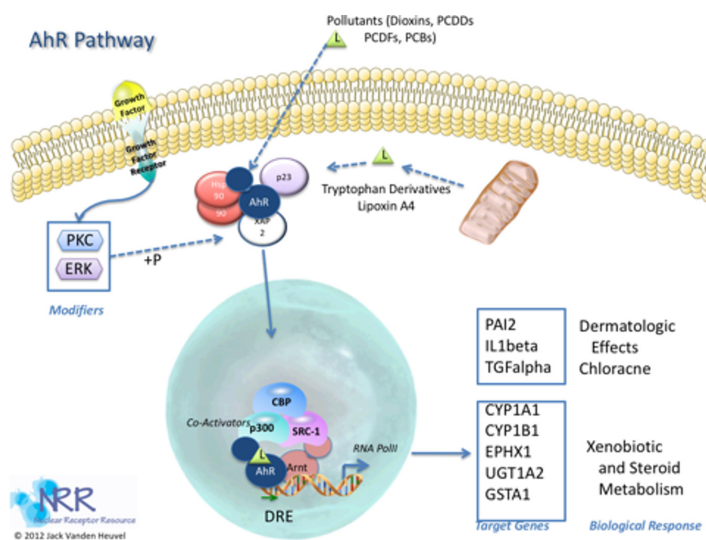 AhR Pathway
Pollutants (Dioxins, PCDDs
PCDFs, PCBs)
L
Growth
Factor
Growth
Factor
Receptor
Hsp
90
90
p23
AhR
XAP
2
L
Tryptophan Derivatives
Lipoxin A4
PKC
ERK
+P
Modifiers
CBP
Co-Activators
p300
SRC-1
L
AhR
Arnt
RNA PolII
DRE
PAI2
IL1beta
TGFalpha
Dermatologic
Effects
Chloracne
CYP1A1
CYP1B1
EPHX1
UGT1A2
GSTA1
Xenobiotic
and Steroid
Metabolism
Target Genes
Biological Response
NRR
Nuclear Receptor Resource
© 2012 Jack Vanden Heuvel